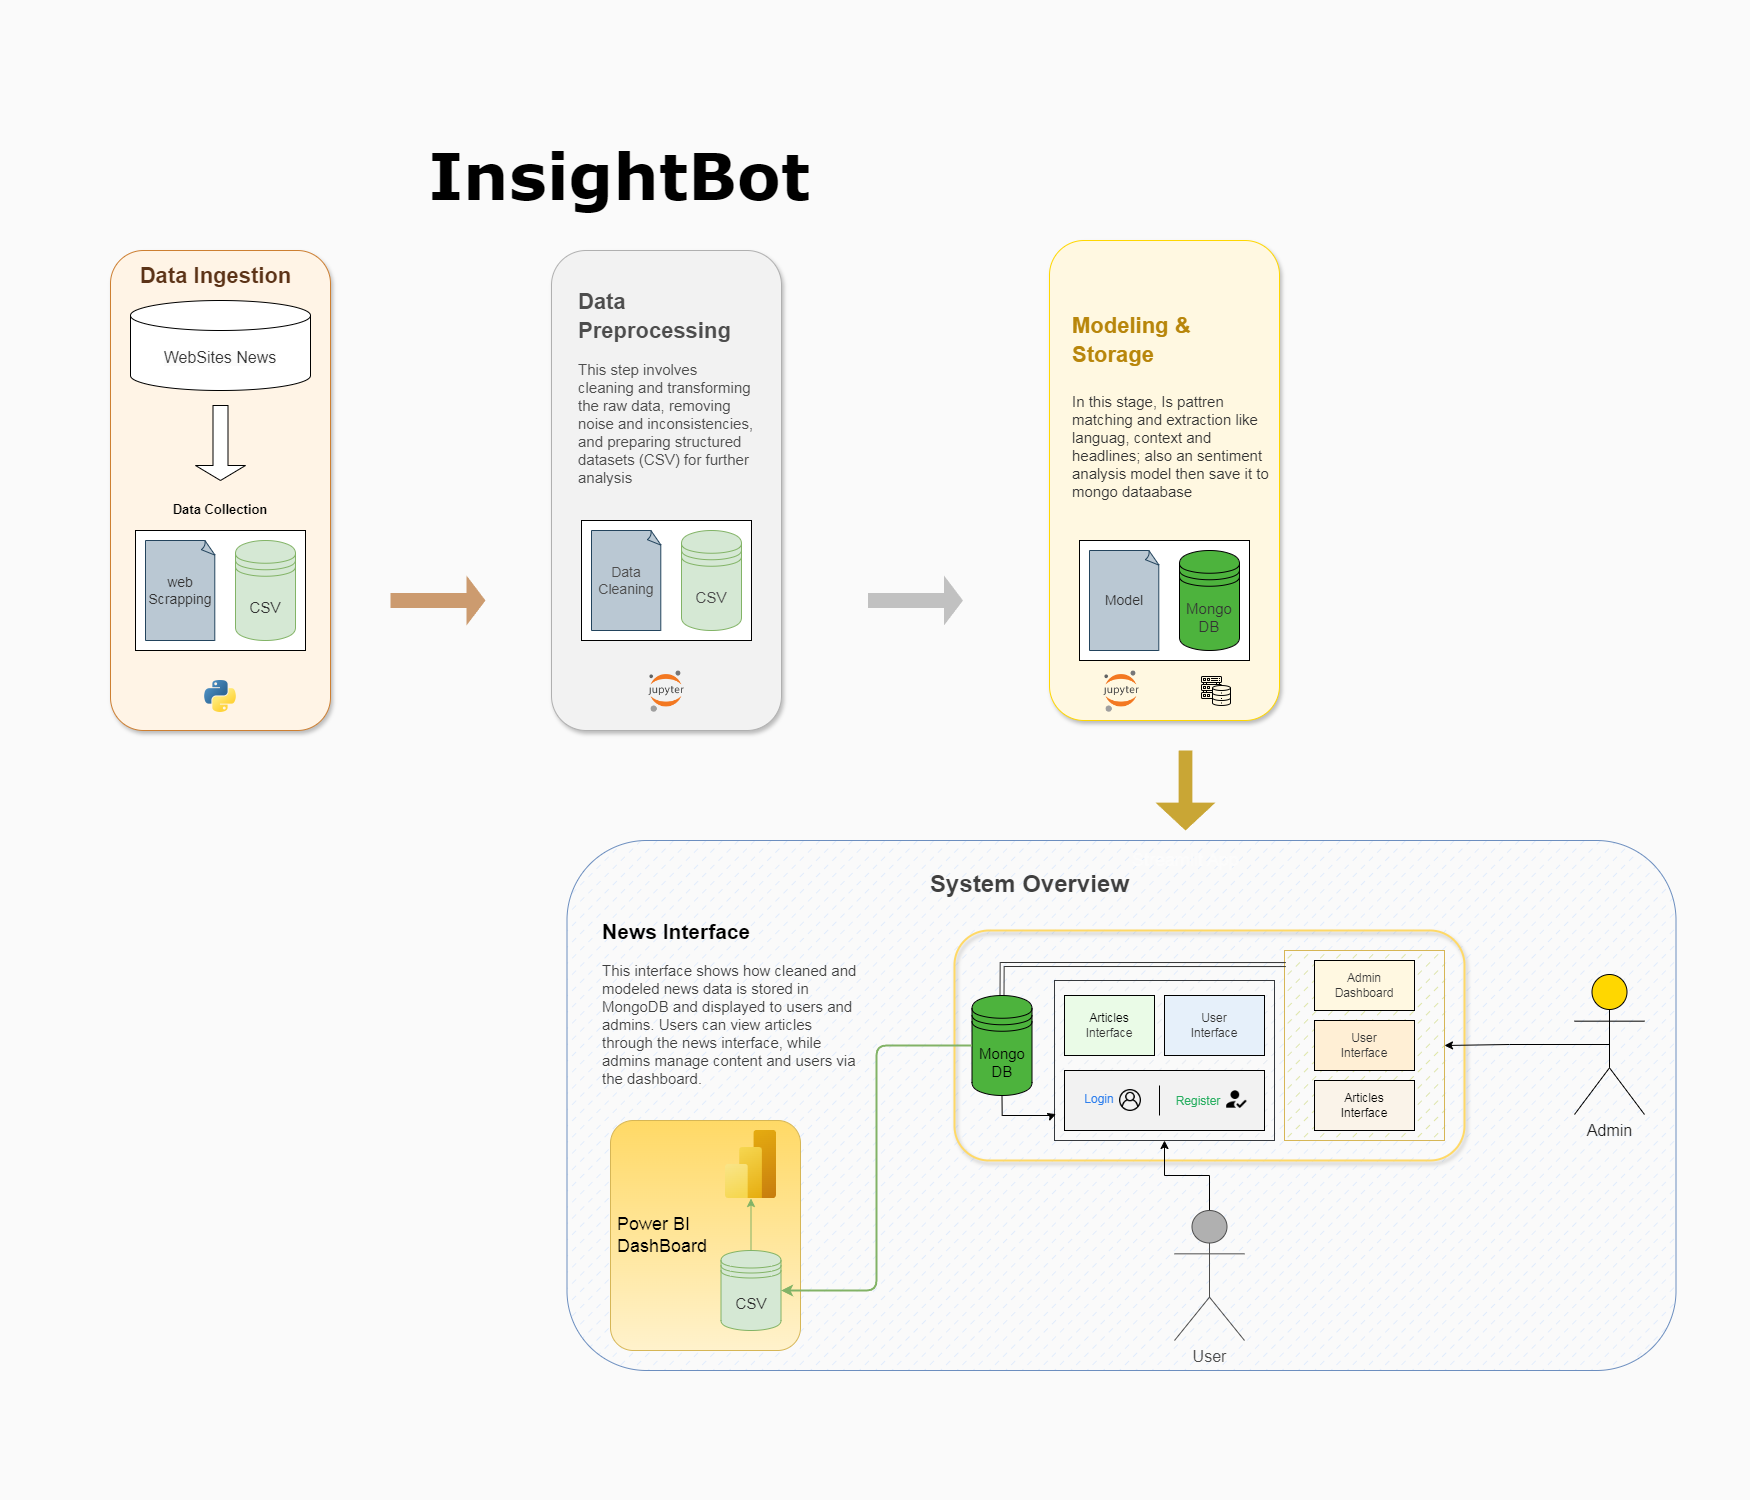 InsightBot
Data Ingestion
WebSites News
Data Collection
web
Scrapping
CSV
Data
Preprocessing
This step involves
cleaning and transforming
the raw data, removing
noise and inconsistencies,
and preparing structured
datasets (CSV) for further
analysis
Data
Cleaning
CSV
jupyter
Modeling &
Storage
In this stage, Is pattren
matching and extraction like
languag, context and
headlines; also an sentiment
analysis model then save it to
mongo dataabase
Model
Mongo
DB
jupyter
System Overview
News Interface
This interface shows how cleaned and
modeled news data is stored in
MongoDB and displayed to users and
admins. Users can view articles
through the news interface, while
admins manage content and users via
the dashboard.
Power BI
DashBoard
CSV
Mongo
DB
Articles
Interface
User
Interface
Login
Register
Admin
Dashboard
User
Interface
Articles
Interface
Admin
User